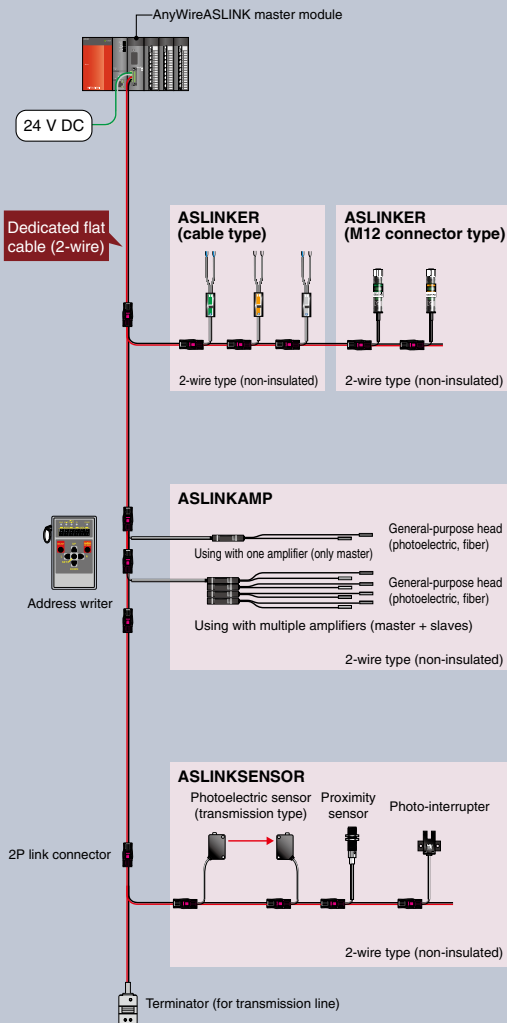 AnyWireASLINK master module
24 V DC
Dedicated flat
cable (2-wire)
ASLINKER
(cable type)
2-wire type (non-insulated)
ASLINKER
(M12 connector type)
2-wire type (non-insulated)
ASLINKAMP
General-purpose head
(photoelectric, fiber)
Using with one amplifier (only master)
General-purpose head
(photoelectric, fiber)
Using with multiple amplifiers (master + slaves)
2-wire type (non-insulated)
Address writer
ASLINKSENSOR
Photoelectric sensor
(transmission type)
Proximity
sensor
Photo-interrupter
2P link connector
2-wire type (non-insulated)
Terminator (for transmission line)